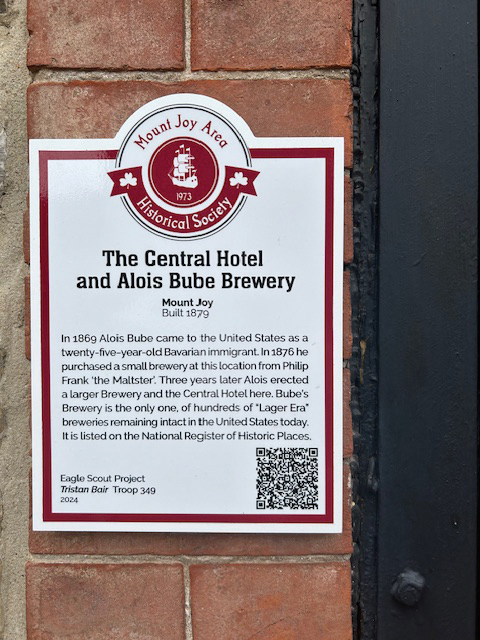 Mount Joy Area
1973
Historical Society
The Central Hotel
and Alois Bube Brewery
Mount Joy
Built 1879
In 1869 Alois Bube came to the United States as a
twenty-five-year-old Bavarian immigrant. In 1876 he
purchased a small brewery at this location from Philip
Frank 'the Maltster'. Three years later Alois erected
a larger Brewery and the Central Hotel here. Bube's
Brewery is the only one, of hundreds of "Lager Era"
breweries remaining intact in the United States today.
It is listed on the National Register of Historic Places.
Eagle Scout Project
Tristan Bair Troop 349
2024